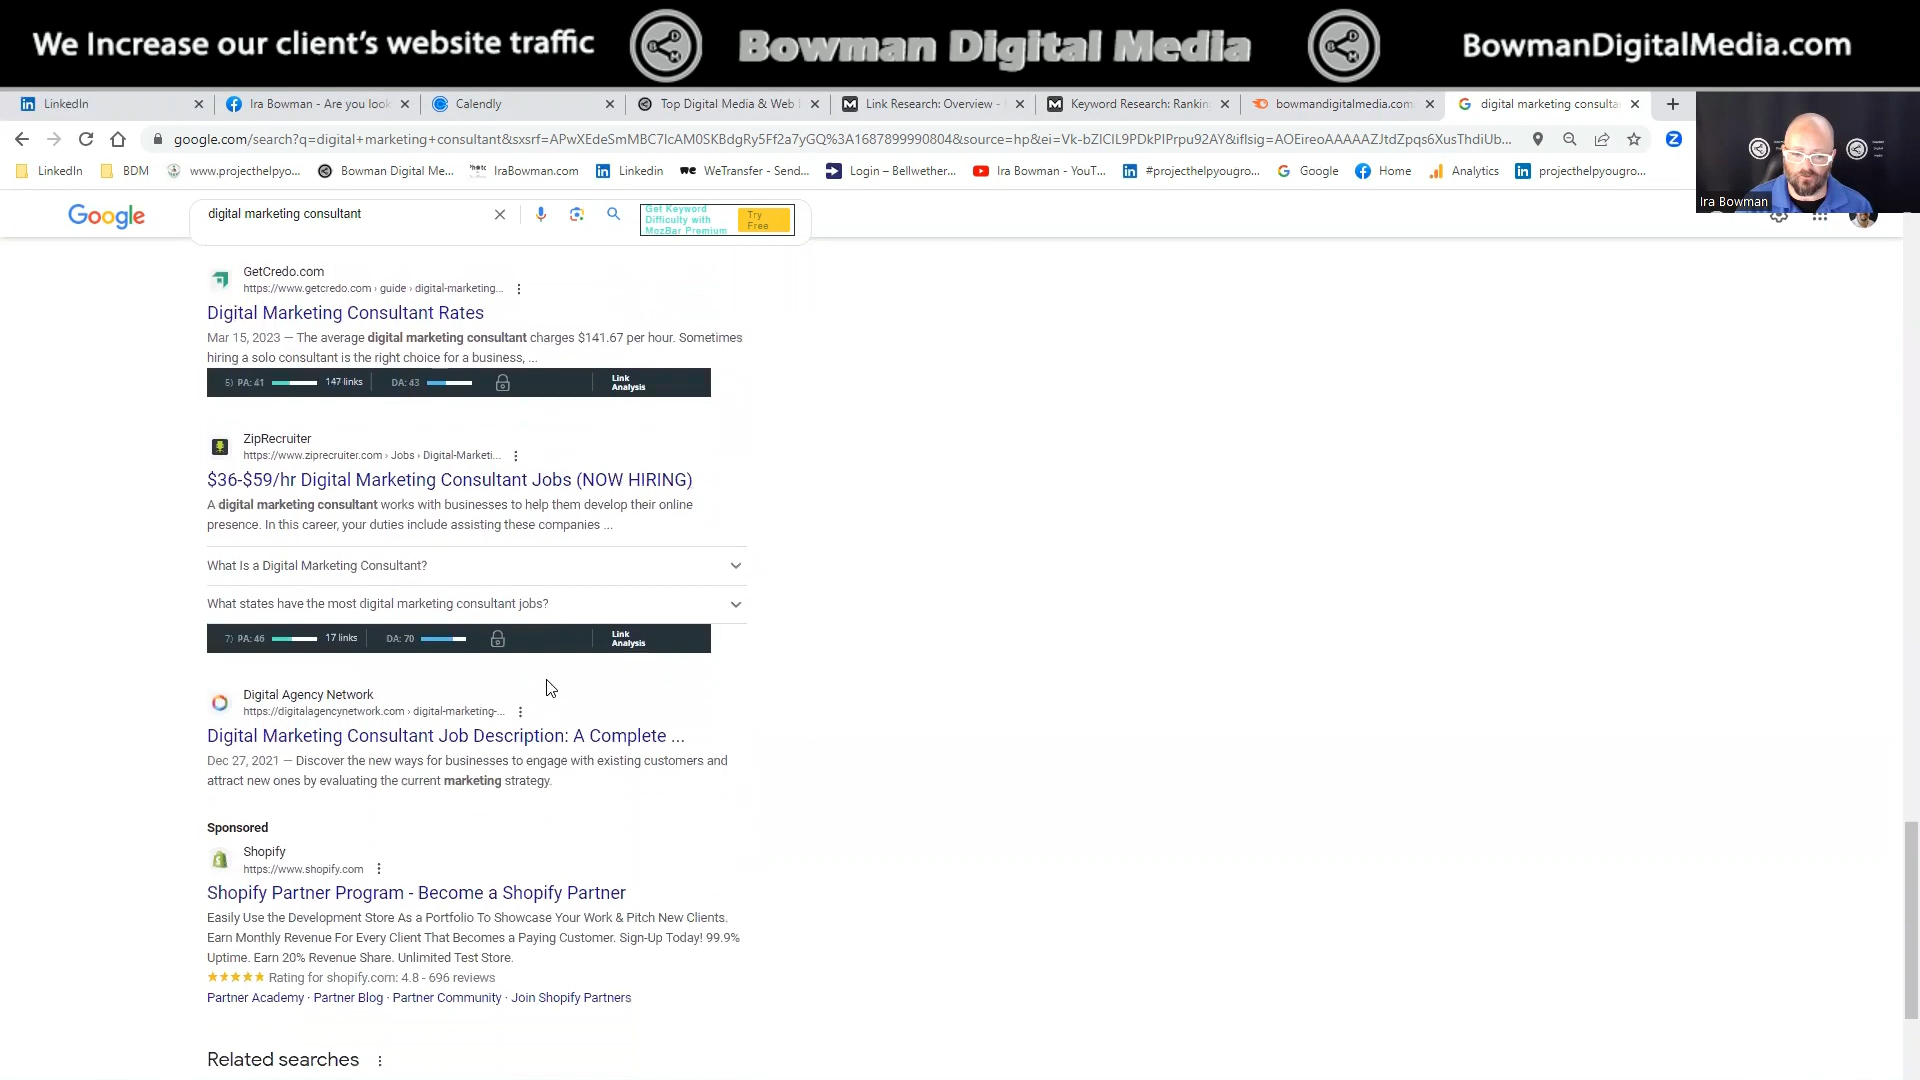 We Increase our client's website traffic
Bowman Digital Media
BowmanDigitalMedia.com
LinkedIn
Ira Bowman - Are you look
Calendly
Top Digital Media & Web
Link Research: Overview -
Keyword Research: Rankin
bowmandigitalmedia.com
digital marketing consulta
google.com/search?q=digital+marketing+consultant&sxsrf=APwXEdeSmMBC7lcAM0SKBdgRy5Ff2a7yGQ%3A1687899990804&source=hp&ei=Vk-bZICIL9PDkPIPrpu92AY&iflsig=AOEireoAAAAAZJtdZpqs6XusThdiUb...
LinkedIn
BDM
www.projecthelpyo...
Bowman Digital Me...
IraBowman.com
Linkedin
WeTransfer - Send...
Login – Bellwether...
Ira Bowman - YouT...
#projecthelpyougro...
Google
Home
Analytics
projecthelpyougro...
Ira Bowman
Google
digital marketing consultant
Get Keyword
Difficulty with
MozBar Premium
Try
Free
GetCredo.com
https://www.getcredo.com › guide › digital-marketing...
Digital Marketing Consultant Rates
Mar 15, 2023 — The average digital marketing consultant charges $141.67 per hour. Sometimes
hiring a solo consultant is the right choice for a business, ...
5) PA: 41 147 links DA: 43 Link
Analysis
ZipRecruiter
https://www.ziprecruiter.com › Jobs › Digital-Marketi...
$36-$59/hr Digital Marketing Consultant Jobs (NOW HIRING)
A digital marketing consultant works with businesses to help them develop their online
presence. In this career, your duties include assisting these companies ...
What Is a Digital Marketing Consultant?
What states have the most digital marketing consultant jobs?
7) PA: 46 17 links DA: 70 Link
Analysis
Digital Agency Network
https://digitalagencynetwork.com › digital-marketing-...
Digital Marketing Consultant Job Description: A Complete ...
Dec 27, 2021 — Discover the new ways for businesses to engage with existing customers and
attract new ones by evaluating the current marketing strategy.
Sponsored
Shopify
https://www.shopify.com
Shopify Partner Program - Become a Shopify Partner
Easily Use the Development Store As a Portfolio To Showcase Your Work & Pitch New Clients.
Earn Monthly Revenue For Every Client That Becomes a Paying Customer. Sign-Up Today! 99.9%
Uptime. Earn 20% Revenue Share. Unlimited Test Store.
Rating for shopify.com: 4.8 - 696 reviews
Partner Academy · Partner Blog · Partner Community · Join Shopify Partners
Related searches